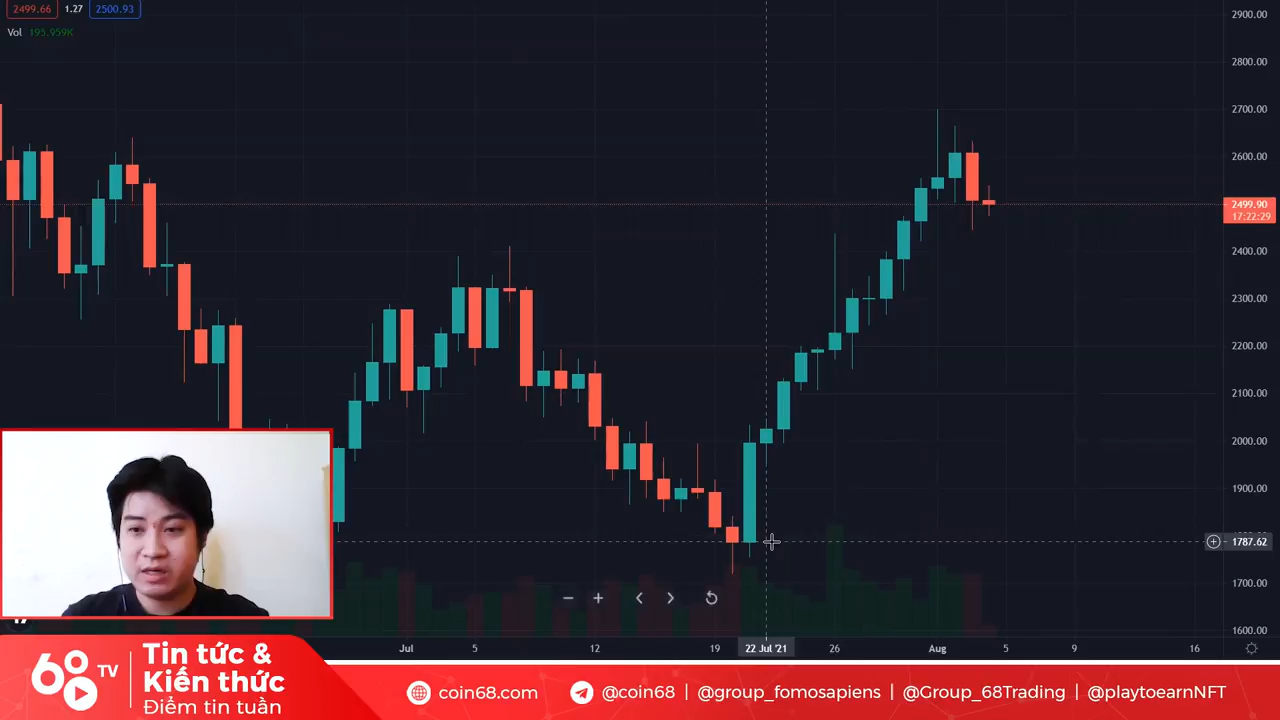 2499.66 1.27 2500.93
Vol 195.959K
2900.00
2800.00
2700.00
2600.00
2499.90
17:22:29
2400.00
2300.00
2200.00
2100.00
2000.00
1900.00
1787.62
1700.00
1600.00
Jul 5 12 19 22 Jul '21 26 Aug 5 9 16
68 TV
Tin tức &
Kiến thức
Điểm tin tuần
coin68.com @coin68 | @group_fomosapiens | @Group_68Trading | @playtoearnNFT